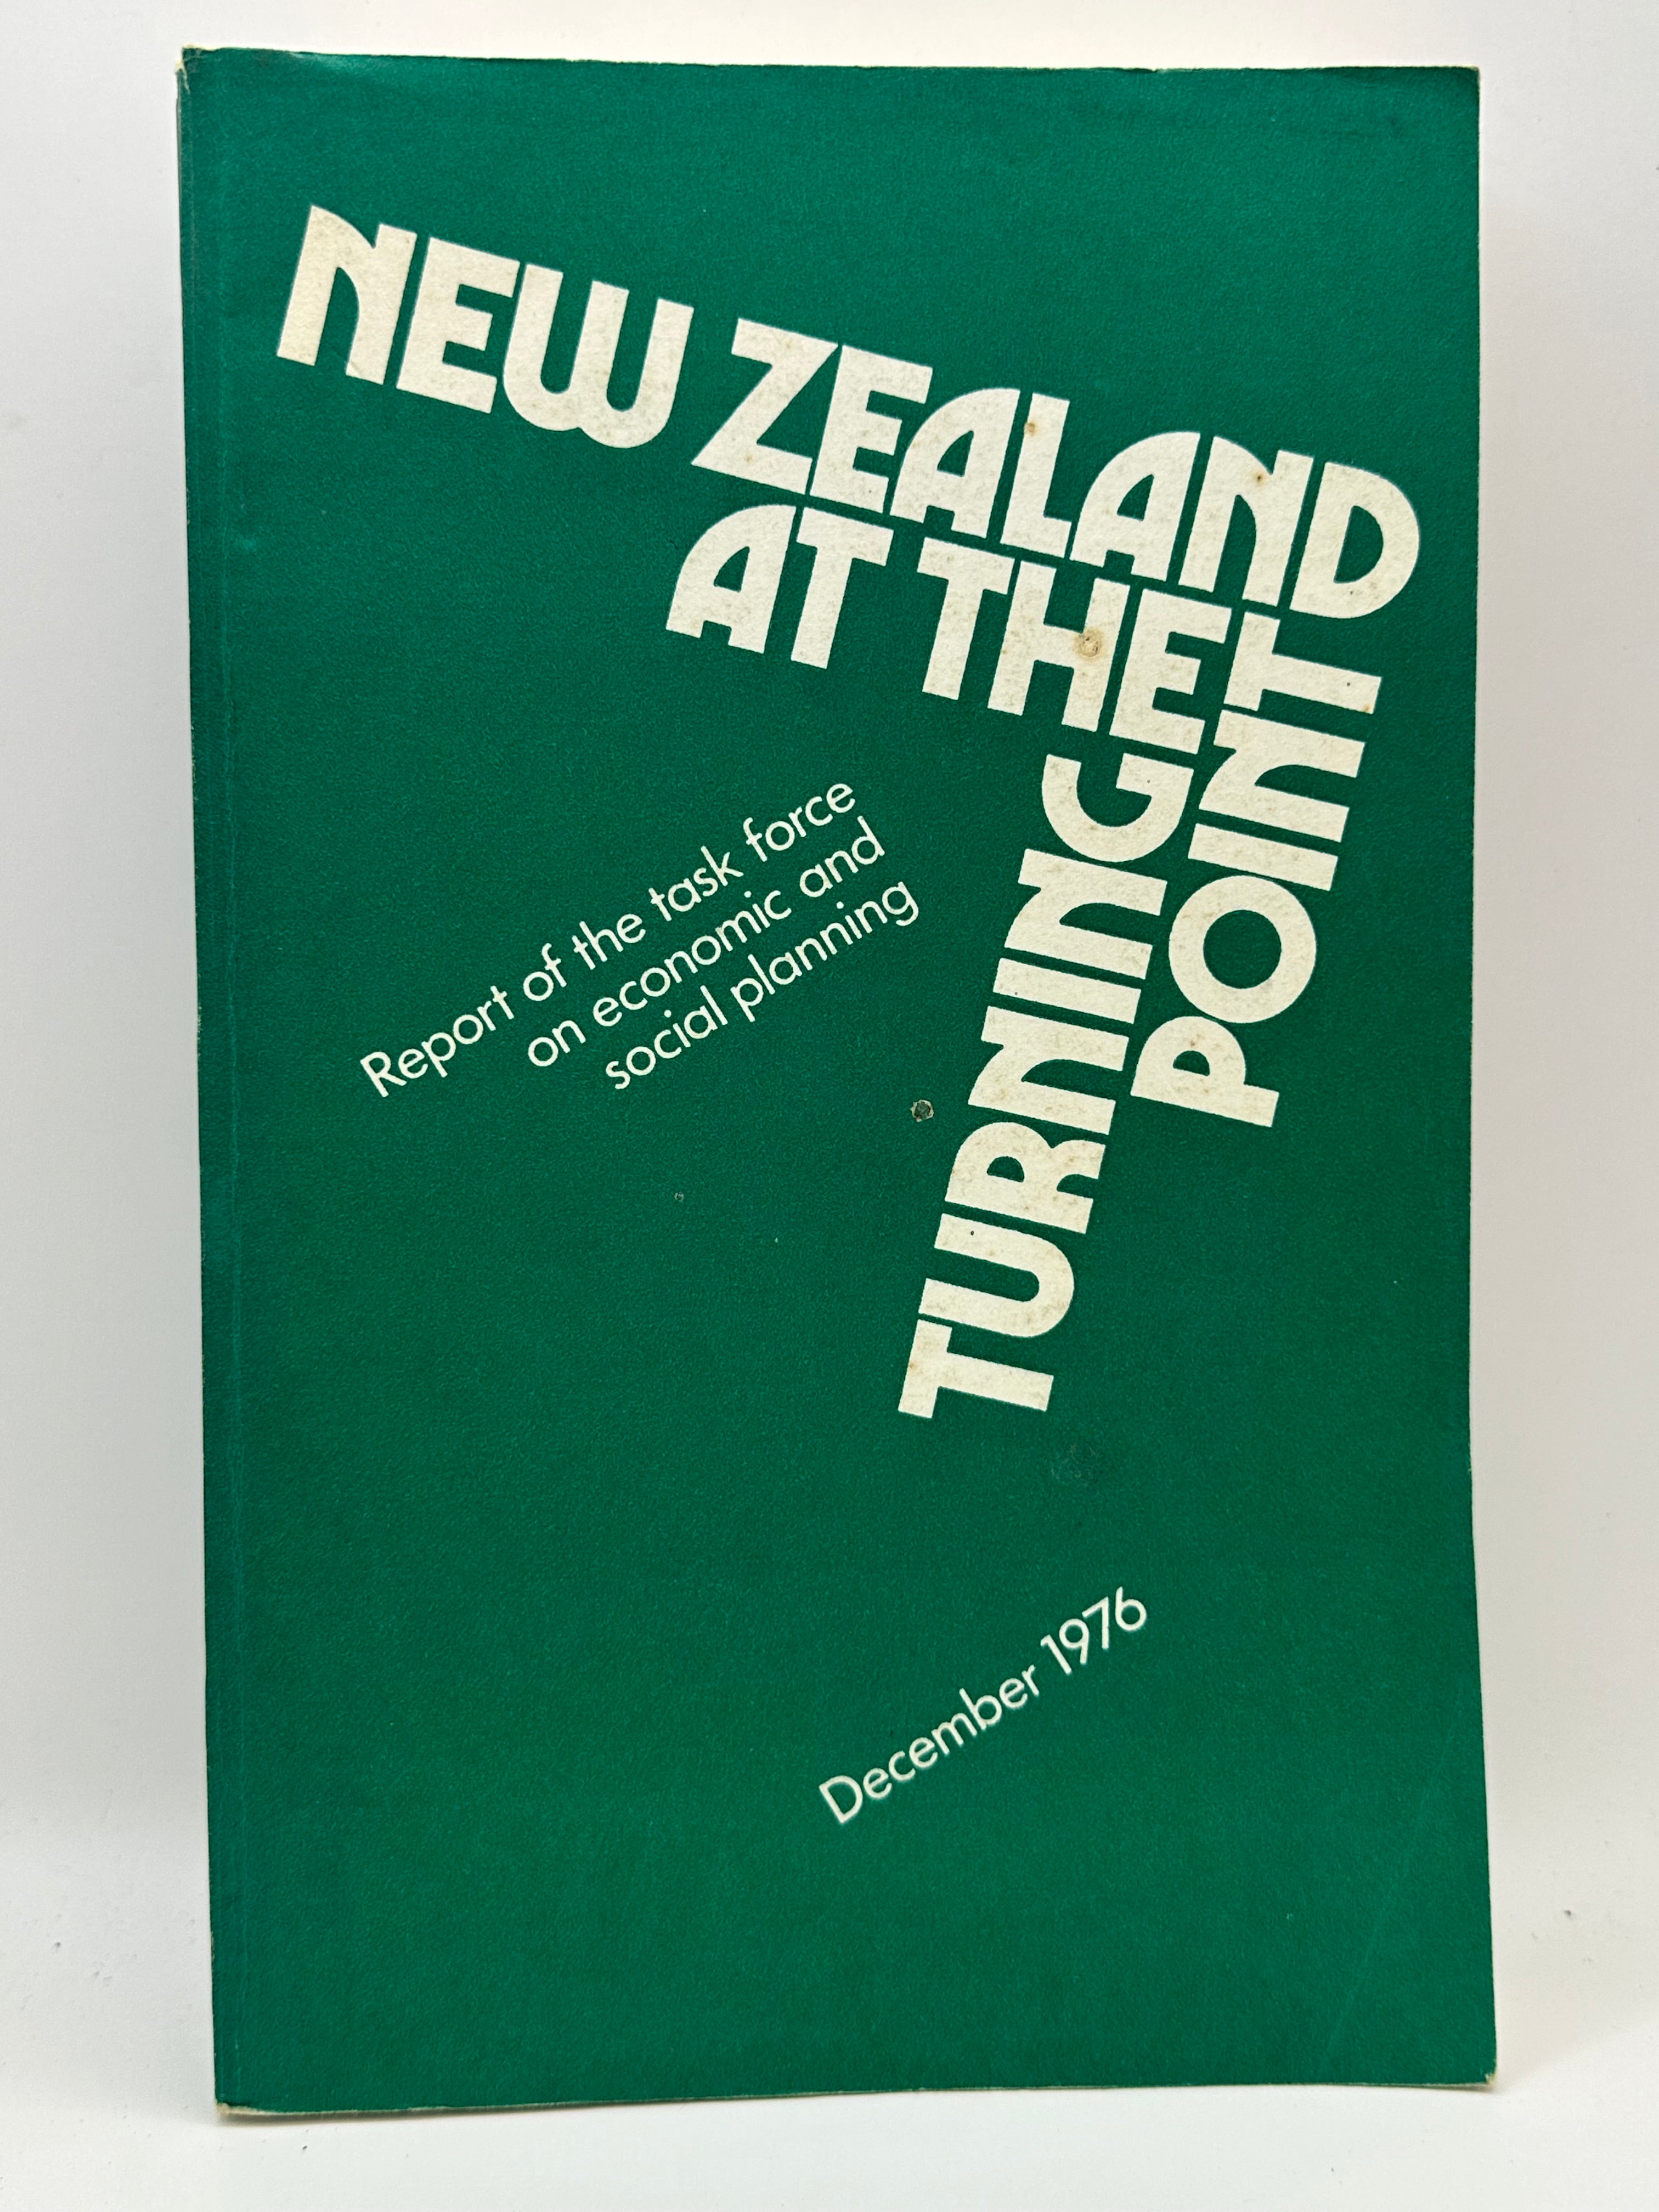 NEW ZEALAND
AT THE
TURNING
POINT
Report of the task force
on economic and
social planning
December 1976